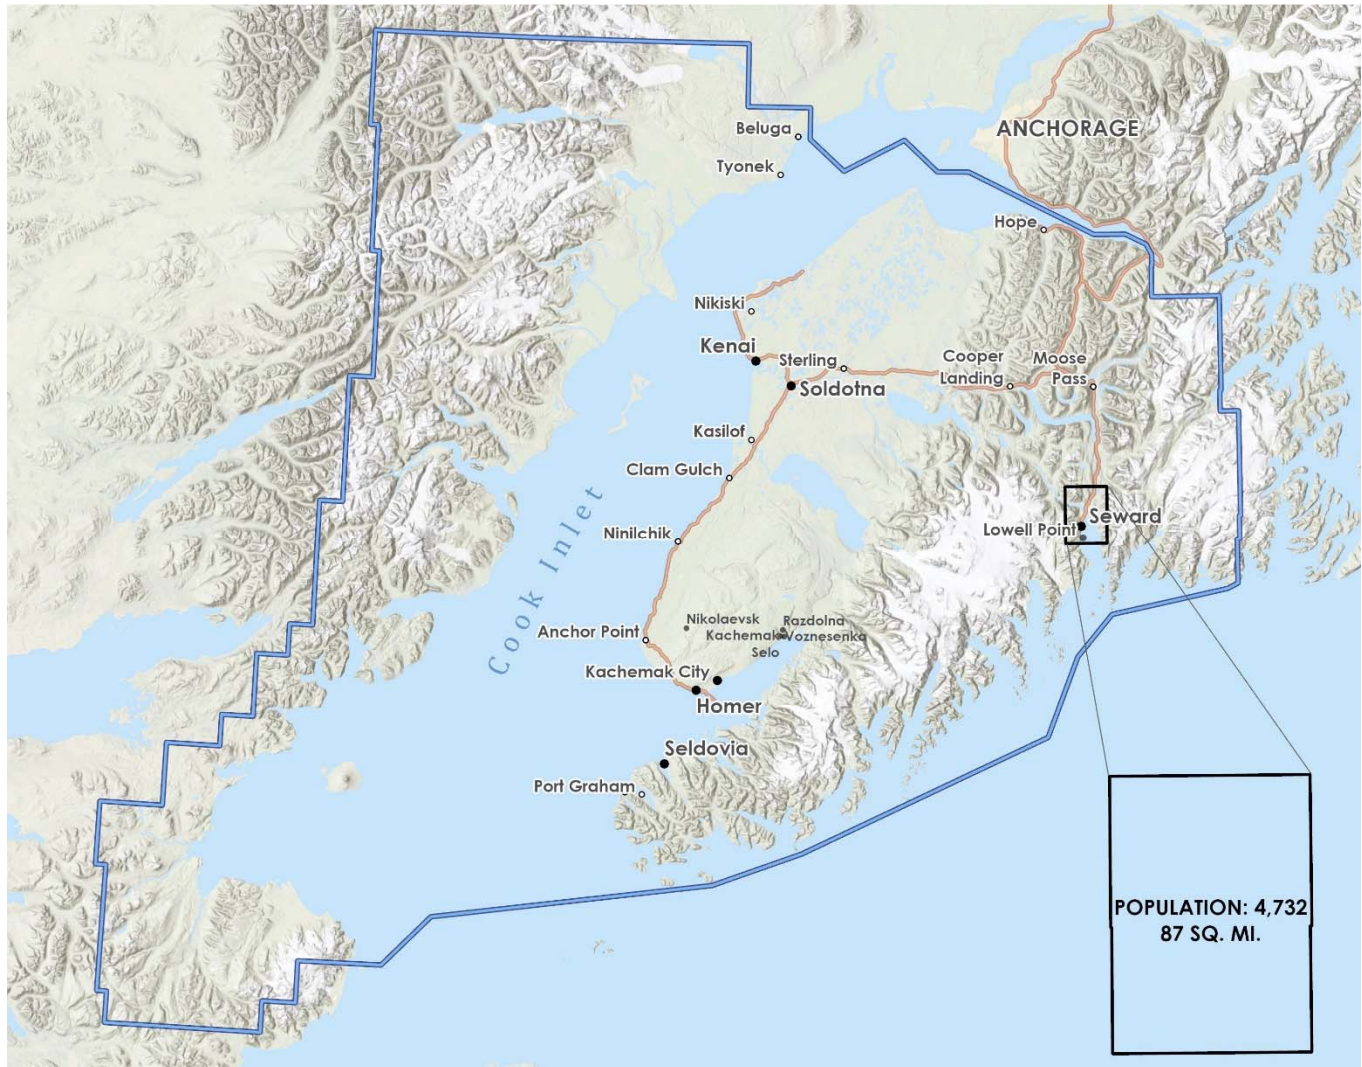 Beluga
ANCHORAGE
Tyonek
Hope
Nikiski
Kenai
Sterling
Cooper
Landing
Moose
Pass
Soldotna
Kasilof
Clam Gulch
Cook Inlet
Seward
Lowell Point
Ninilchik
Nikolaevsk
Razdolna
Kachemak
Selo
Voznesenka
Anchor Point
Kachemak City
Homer
Seldovia
Port Graham
POPULATION: 4,732
87 SQ. MI.